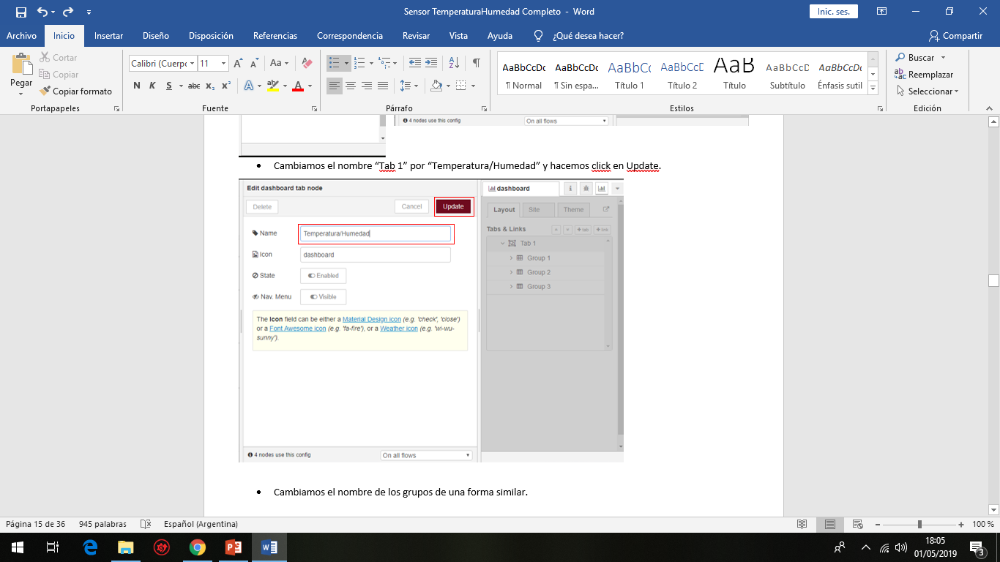 Sensor TemperaturaHumedad Completo - Word
Inic. ses.
Archivo Inicio Insertar Diseño Disposición Referencias Correspondencia Revisar Vista Ayuda ¿Qué desea hacer? Compartir
Pegar
Cortar
Copiar
Copiar formato
Portapapeles
Calibri (Cuerpo 11
Aa
N K S abc x₂ x²
Fuente
Párrafo
AaBbCcDc AaBbCcDc AaBbCc AaBbCcD AaB AaBbCcD AaBbCcDc
¶ Normal ¶ Sin espa... Título 1 Título 2 Título Subtítulo Énfasis sutil
Estilos
Buscar
Reemplazar
Seleccionar
Edición
4 nodes use this config On all flows
• Cambiamos el nombre “Tab 1” por “Temperatura/Humedad” y hacemos click en Update.
Edit dashboard tab node
Delete Cancel Update
Name Temperatura/Humedad
Icon dashboard
State Enabled
Nav. Menu Visible
The Icon field can be either a Material Design icon (e.g. 'check', 'close')
or a Font Awesome icon (e.g. 'fa-fire'), or a Weather icon (e.g. 'wi-wu-
sunny').
4 nodes use this config On all flows
dashboard
Layout Site Theme
Tabs & Links
+ tab + link
Tab 1
Group 1
Group 2
Group 3
• Cambiamos el nombre de los grupos de una forma similar.
Página 15 de 36 945 palabras Español (Argentina) 100 %
18:05
01/05/2019
3